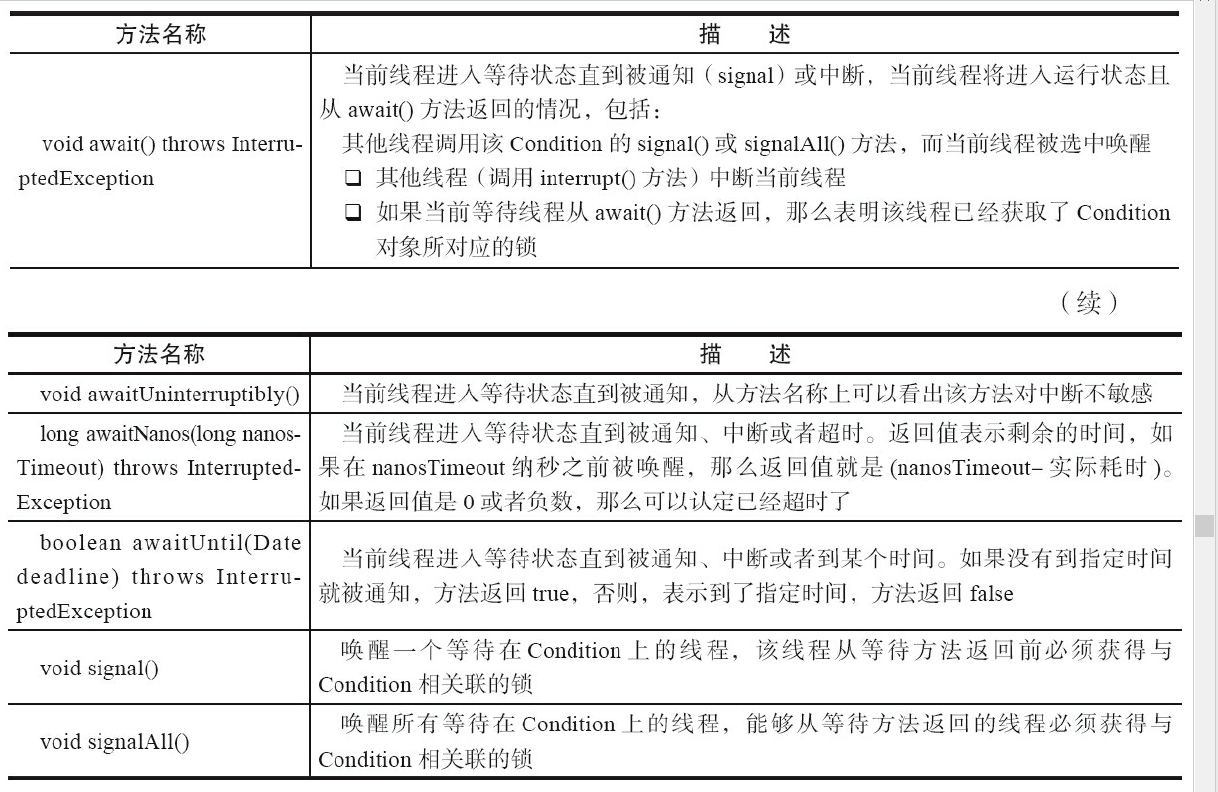 方法名称 描 述
void await() throws Interru-
ptedException
当前线程进入等待状态直到被通知（signal）或中断，当前线程将进入运行状态且
从 await() 方法返回的情况，包括：
其他线程调用该 Condition 的 signal() 或 signalAll() 方法，而当前线程被选中唤醒
❑ 其他线程（调用 interrupt() 方法）中断当前线程
❑ 如果当前等待线程从 await() 方法返回，那么表明该线程已经获取了 Condition
对象所对应的锁
（续）
方法名称 描 述
void awaitUninterruptibly() 当前线程进入等待状态直到被通知，从方法名称上可以看出该方法对中断不敏感
long awaitNanos(long nanos-
Timeout) throws Interrupted-
Exception
当前线程进入等待状态直到被通知、中断或者超时。返回值表示剩余的时间，如
果在 nanosTimeout 纳秒之前被唤醒，那么返回值就是 (nanosTimeout– 实际耗时 )。
如果返回值是 0 或者负数，那么可以认定已经超时了
boolean awaitUntil(Date
deadline) throws Interru-
ptedException
当前线程进入等待状态直到被通知、中断或者到某个时间。如果没有到指定时间
就被通知，方法返回 true，否则，表示到了指定时间，方法返回 false
void signal()
唤醒一个等待在 Condition 上的线程，该线程从等待方法返回前必须获得与
Condition 相关联的锁
void signalAll()
唤醒所有等待在 Condition 上的线程，能够从等待方法返回的线程必须获得与
Condition 相关联的锁